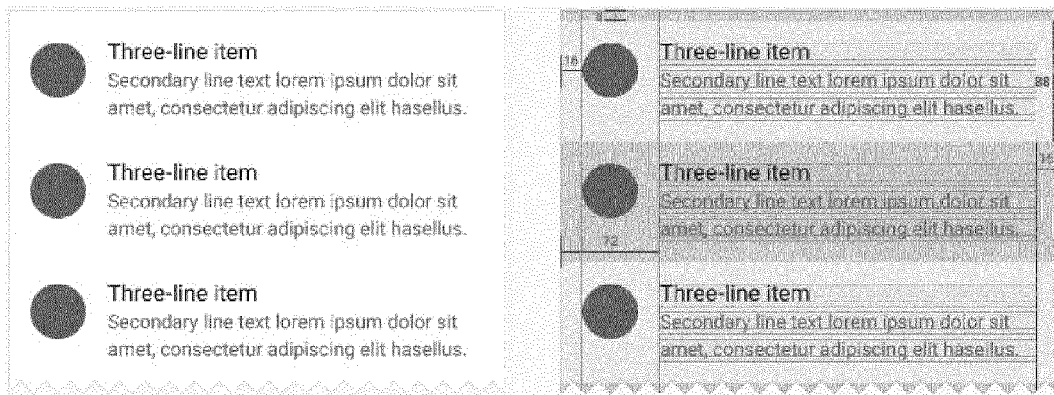 Three-line item
Secondary line text lorem ipsum dolor sit
amet, consectetur adipiscing elit hasellus.
Three-line item
Secondary line text lorem ipsum dolor sit
amet, consectetur adipiscing elit hasellus.
Three-line item
Secondary line text lorem ipsum dolor sit
amet, consectetur adipiscing elit hasellus.
8
16
Three-line item
Secondary line text lorem ipsum dolor sit
88
amet, consectetur adipiscing elit hasellus.
Three-line item
Secondary line text lorem ipsum dolor sit
amet, consectetur adipiscing elit hasellus.
72
Three-line item
Secondary line text lorem ipsum dolor sit
amet, consectetur adipiscing elit hasellus.